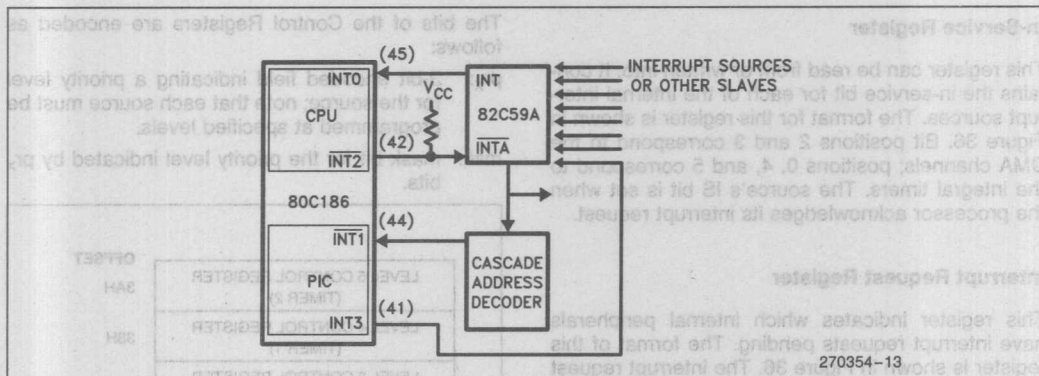 In-Service Register
This register can be read from or written into. It con-
tains the in-service bit for each of the internal inter-
rupt sources. The format for this register is shown in
Figure 36. Bit positions 2 and 3 correspond to the
DMA channels; positions 0, 4, and 5 correspond to
the integral timers. The source's IS bit is set when
the processor acknowledges its interrupt request.
Interrupt Request Register
This register indicates which internal peripherals
have interrupt requests pending. The format of this
register is shown in Figure 36. The interrupt request
The bits of the Control Registers are encoded as
follows:
field indicating a priority level
for the source; note that each source must be
programmed at specified levels.
mask the priority level indicated by pr
bits.
OFFSET
LEVEL 5 CONTROL REGISTER
(TIMER 2)
3AH
CONTROL REGISTER
(TIMER 1)
38H
CONTROL REGISTER
(45)
INT0
CPU
INT2
(42)
VCC
INT
82C59A
INTA
INTERRUPT SOURCES
OR OTHER SLAVES
80C186
(44)
INT1
PIC
INT3
(41)
CASCADE
ADDRESS
DECODER
270354-13